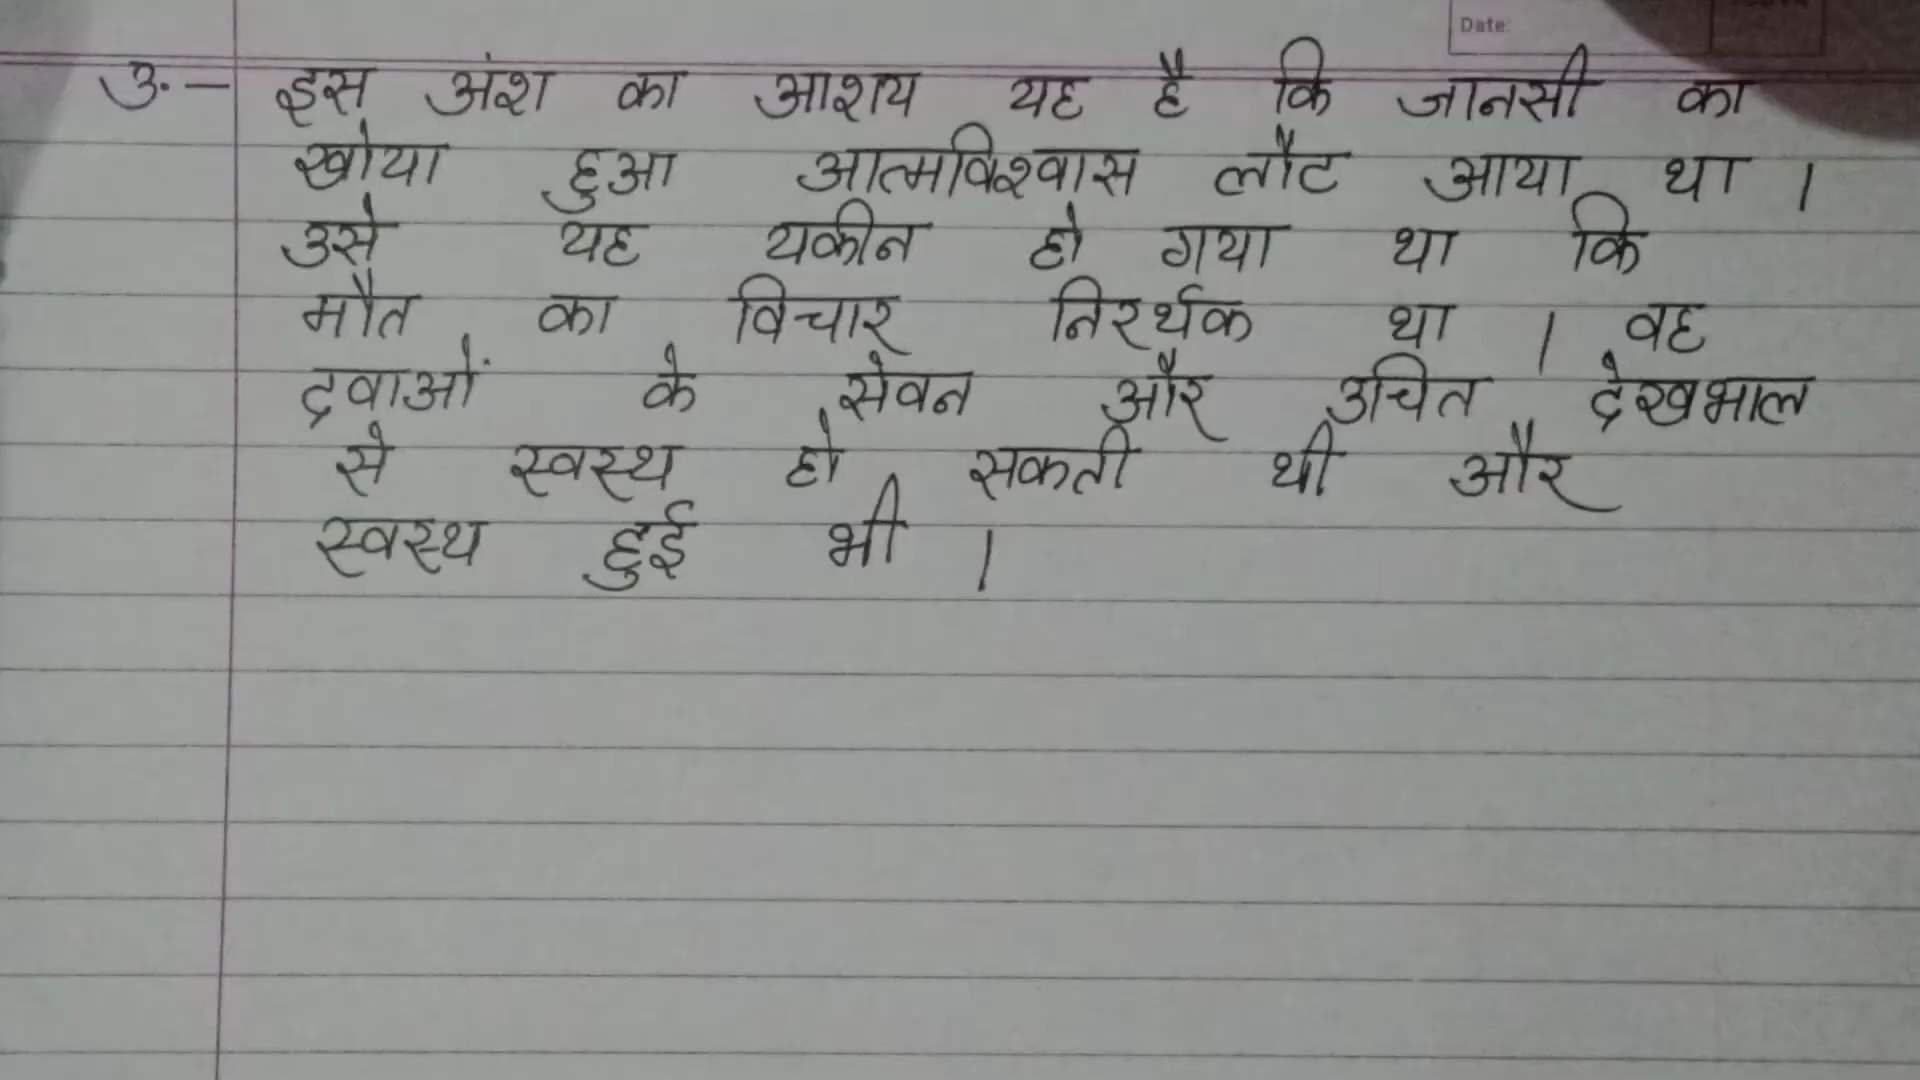 Date:
उ.- इस अंश का आशय यह है कि जानसी का
खोया हुआ आत्मविश्वास लौट आया था ।
उसे यह यकीन हो गया था कि
मौत का विचार निरर्थक था । वह
दवाओं के सेवन और उचित देखभाल
से स्वस्थ हो सकती थी और
स्वस्थ हुई भी ।